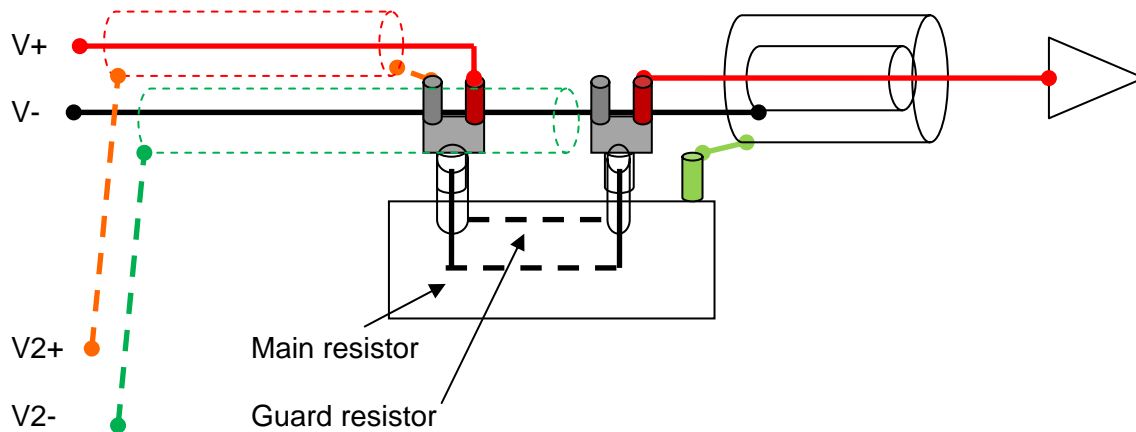 V+
V-
V2+
Main resistor
V2-
Guard resistor